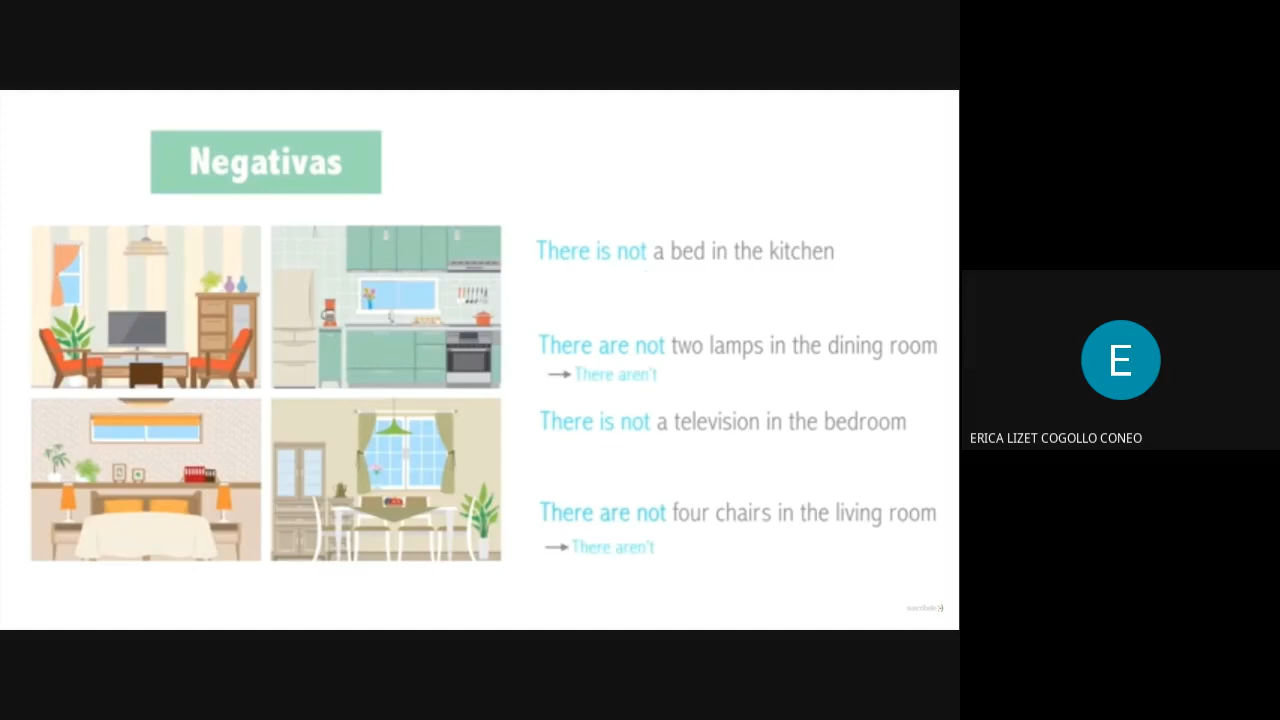 Negativas
There is not a bed in the kitchen
There are not two lamps in the dining room
→ There aren't
There is not a television in the bedroom
There are not four chairs in the living room
→ There aren't
suscribete :-)
E
ERICA LIZET COGOLLO CONEO